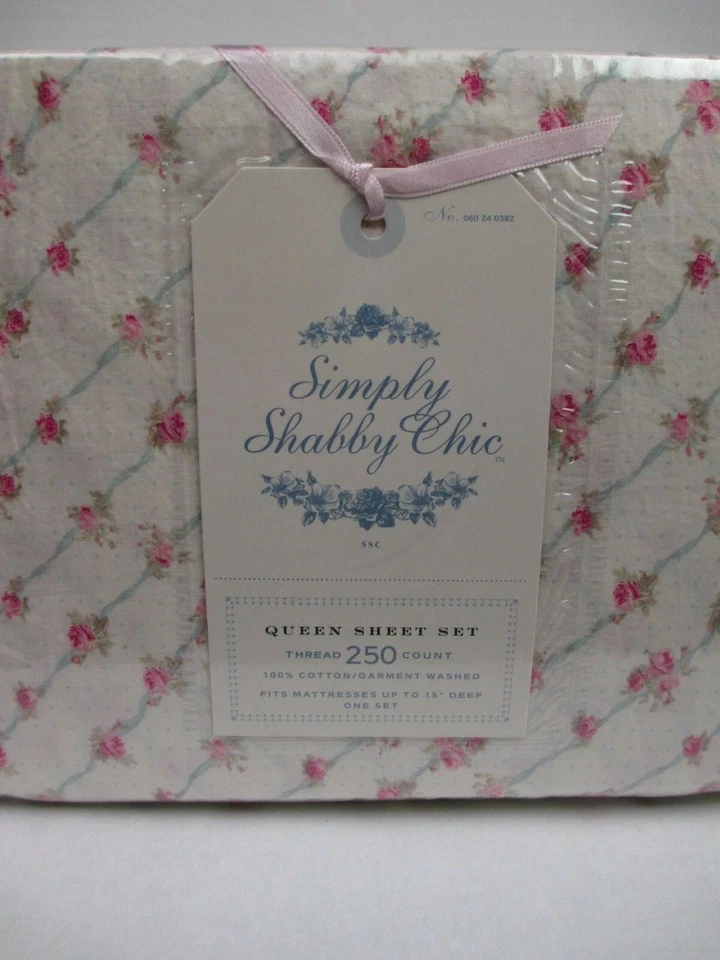 No. 060 24 0382
Simply
Shabby Chic™
SSC
QUEEN SHEET SET
THREAD 250 COUNT
100% COTTON/GARMENT WASHED
FITS MATTRESSES UP TO 15" DEEP
ONE SET